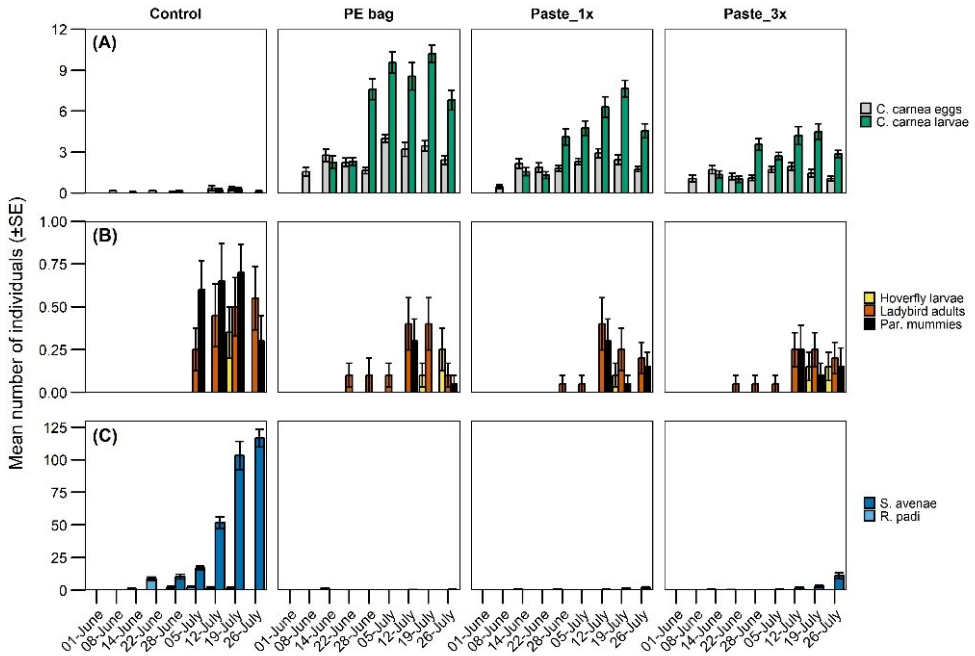 Control PE bag Paste_1x Paste_3x
(A)
12
9
6
3
0
C. carnea eggs
C. carnea larvae
Mean number of individuals (±SE)
(B)
1.00
0.75
0.50
0.25
0.00
Hoverfly larvae
Ladybird adults
Par. mummies
(C)
125
100
75
50
25
0
S. avenae
R. padi
01-June 08-June 14-June 22-June 28-June 05-July 12-July 19-July 26-July
01-June 08-June 14-June 22-June 28-June 05-July 12-July 19-July 26-July
01-June 08-June 14-June 22-June 28-June 05-July 12-July 19-July 26-July
01-June 08-June 14-June 22-June 28-June 05-July 12-July 19-July 26-July